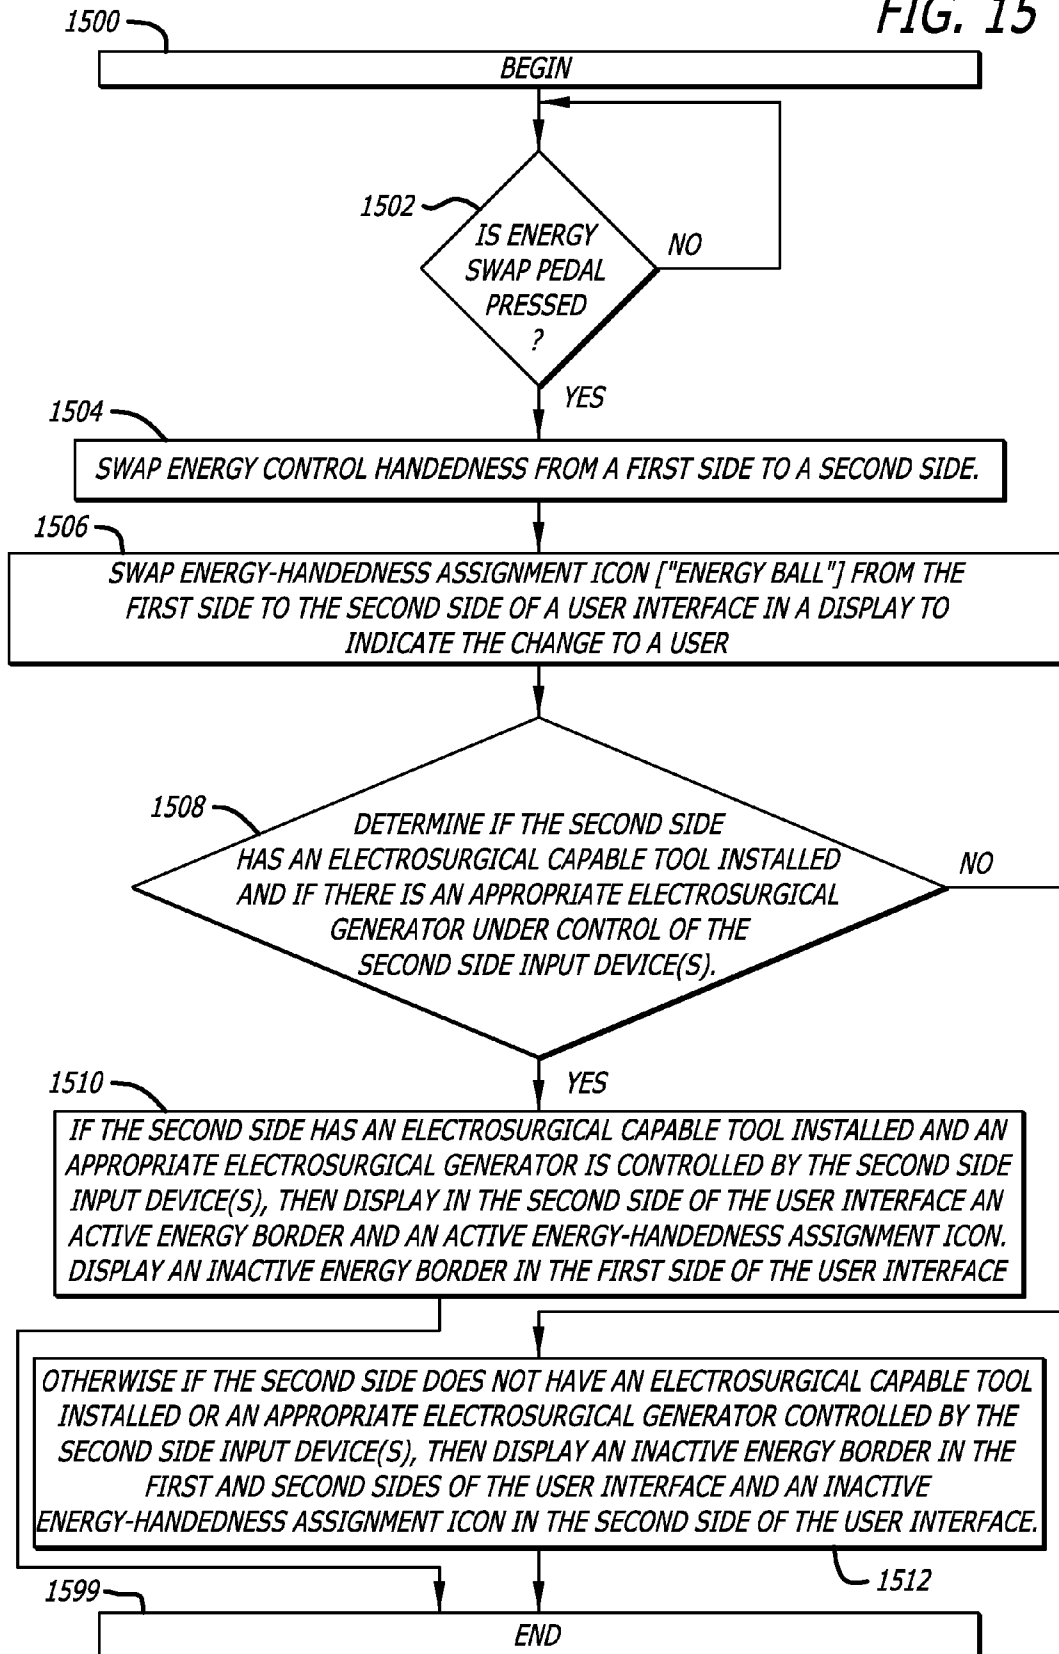 FIG. 15
1500
BEGIN
1502
IS ENERGY
SWAP PEDAL
PRESSED
?
NO
YES
1504
SWAP ENERGY CONTROL HANDEDNESS FROM A FIRST SIDE TO A SECOND SIDE.
1506
SWAP ENERGY-HANDEDNESS ASSIGNMENT ICON ["ENERGY BALL"] FROM THE
FIRST SIDE TO THE SECOND SIDE OF A USER INTERFACE IN A DISPLAY TO
INDICATE THE CHANGE TO A USER
1508
DETERMINE IF THE SECOND SIDE
HAS AN ELECTROSURGICAL CAPABLE TOOL INSTALLED
AND IF THERE IS AN APPROPRIATE ELECTROSURGICAL
GENERATOR UNDER CONTROL OF THE
SECOND SIDE INPUT DEVICE(S).
NO
YES
1510
IF THE SECOND SIDE HAS AN ELECTROSURGICAL CAPABLE TOOL INSTALLED AND AN
APPROPRIATE ELECTROSURGICAL GENERATOR IS CONTROLLED BY THE SECOND SIDE
INPUT DEVICE(S), THEN DISPLAY IN THE SECOND SIDE OF THE USER INTERFACE AN
ACTIVE ENERGY BORDER AND AN ACTIVE ENERGY-HANDEDNESS ASSIGNMENT ICON.
DISPLAY AN INACTIVE ENERGY BORDER IN THE FIRST SIDE OF THE USER INTERFACE
OTHERWISE IF THE SECOND SIDE DOES NOT HAVE AN ELECTROSURGICAL CAPABLE TOOL
INSTALLED OR AN APPROPRIATE ELECTROSURGICAL GENERATOR CONTROLLED BY THE
SECOND SIDE INPUT DEVICE(S), THEN DISPLAY AN INACTIVE ENERGY BORDER IN THE
FIRST AND SECOND SIDES OF THE USER INTERFACE AND AN INACTIVE
ENERGY-HANDEDNESS ASSIGNMENT ICON IN THE SECOND SIDE OF THE USER INTERFACE.
1512
1599
END